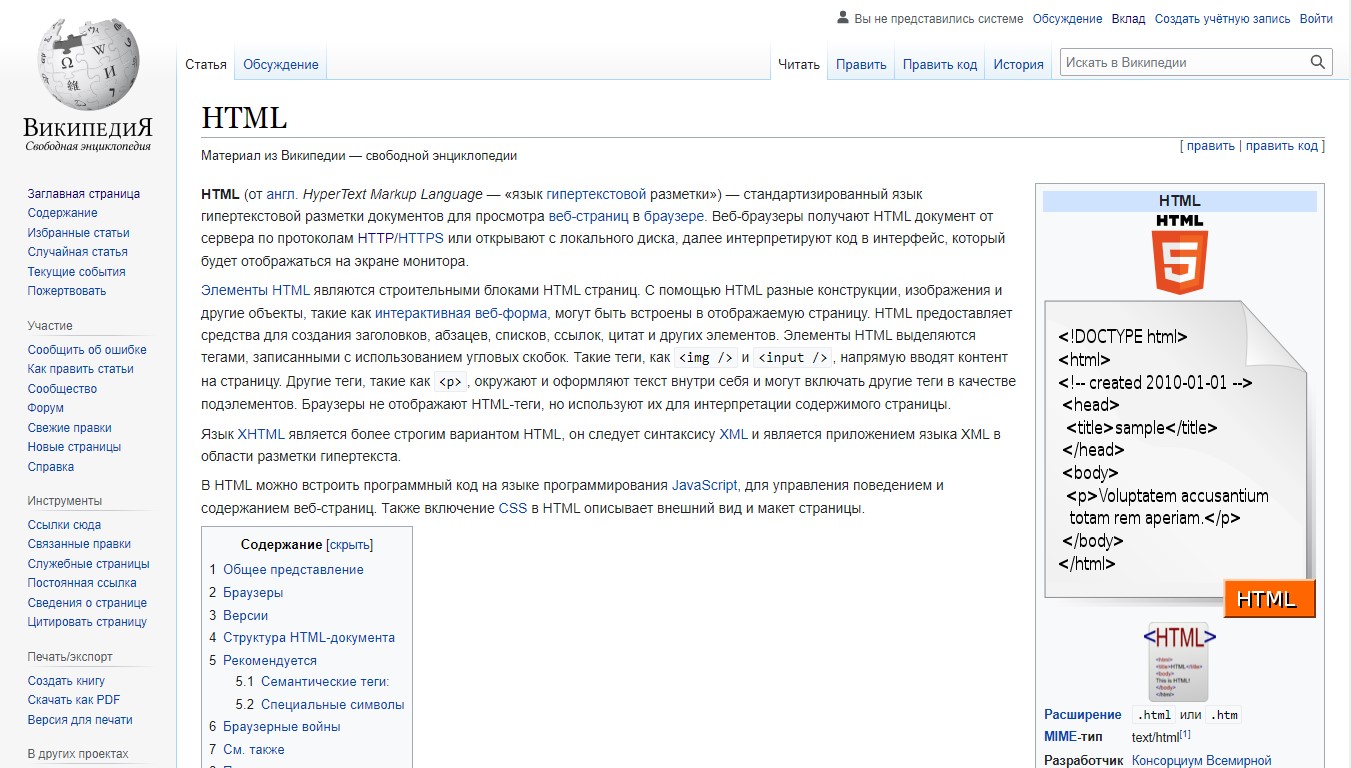 Вы не представились системе Обсуждение Вклад Создать учётную запись Войти
Статья Обсуждение Читать Править Править код История Искать в Википедии
ВикипедиЯ
Свободная энциклопедия
Заглавная страница
Содержание
Избранные статьи
Случайная статья
Текущие события
Пожертвовать
Участие
Сообщить об ошибке
Как править статьи
Сообщество
Форум
Свежие правки
Новые страницы
Справка
Инструменты
Ссылки сюда
Связанные правки
Служебные страницы
Постоянная ссылка
Сведения о странице
Цитировать страницу
Печать/экспорт
Создать книгу
Скачать как PDF
Версия для печати
В других проектах
HTML
[ править | править код ]
Материал из Википедии — свободной энциклопедии
HTML (от англ. HyperText Markup Language — «язык гипертекстовой разметки») — стандартизированный язык
гипертекстовой разметки документов для просмотра веб-страниц в браузере. Веб-браузеры получают HTML документ от
сервера по протоколам HTTP/HTTPS или открывают с локального диска, далее интерпретируют код в интерфейс, который
будет отображаться на экране монитора.
Элементы HTML являются строительными блоками HTML страниц. С помощью HTML разные конструкции, изображения и
другие объекты, такие как интерактивная веб-форма, могут быть встроены в отображаемую страницу. HTML предоставляет
средства для создания заголовков, абзацев, списков, ссылок, цитат и других элементов. Элементы HTML выделяются
тегами, записанными с использованием угловых скобок. Такие теги, как <img /> и <input />, напрямую вводят контент
на страницу. Другие теги, такие как <p>, окружают и оформляют текст внутри себя и могут включать другие теги в качестве
подэлементов. Браузеры не отображают HTML-теги, но используют их для интерпретации содержимого страницы.
Язык XHTML является более строгим вариантом HTML, он следует синтаксису XML и является приложением языка XML в
области разметки гипертекста.
В HTML можно встроить программный код на языке программирования JavaScript, для управления поведением и
содержанием веб-страниц. Также включение CSS в HTML описывает внешний вид и макет страницы.
Содержание [скрыть]
1 Общее представление
2 Браузеры
3 Версии
4 Структура HTML-документа
5 Рекомендуется
5.1 Семантические теги:
5.2 Специальные символы
6 Браузерные войны
7 См. также
HTML
HTML
5
<!DOCTYPE html>
<html>
<!-- created 2010-01-01 -->
<head>
<title>sample</title>
</head>
<body>
<p>Voluptatem accusantium
totam rem aperiam.</p>
</body>
</html>
HTML
<HTML>
<html>
<title>HTML</title>
<body>
This is HTML!
</body>
</html>
Расширение .html или .htm
MIME-тип text/html[1]
Разработчик Консорциум Всемирной